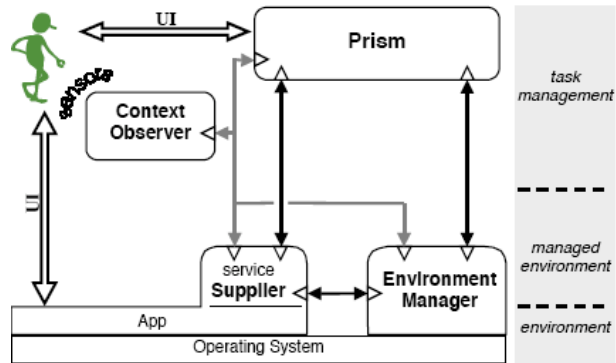 UI
Prism
sensors
Context
Observer
UI
service
Supplier
Environment
Manager
App
Operating System
task
management
managed
environment
environment